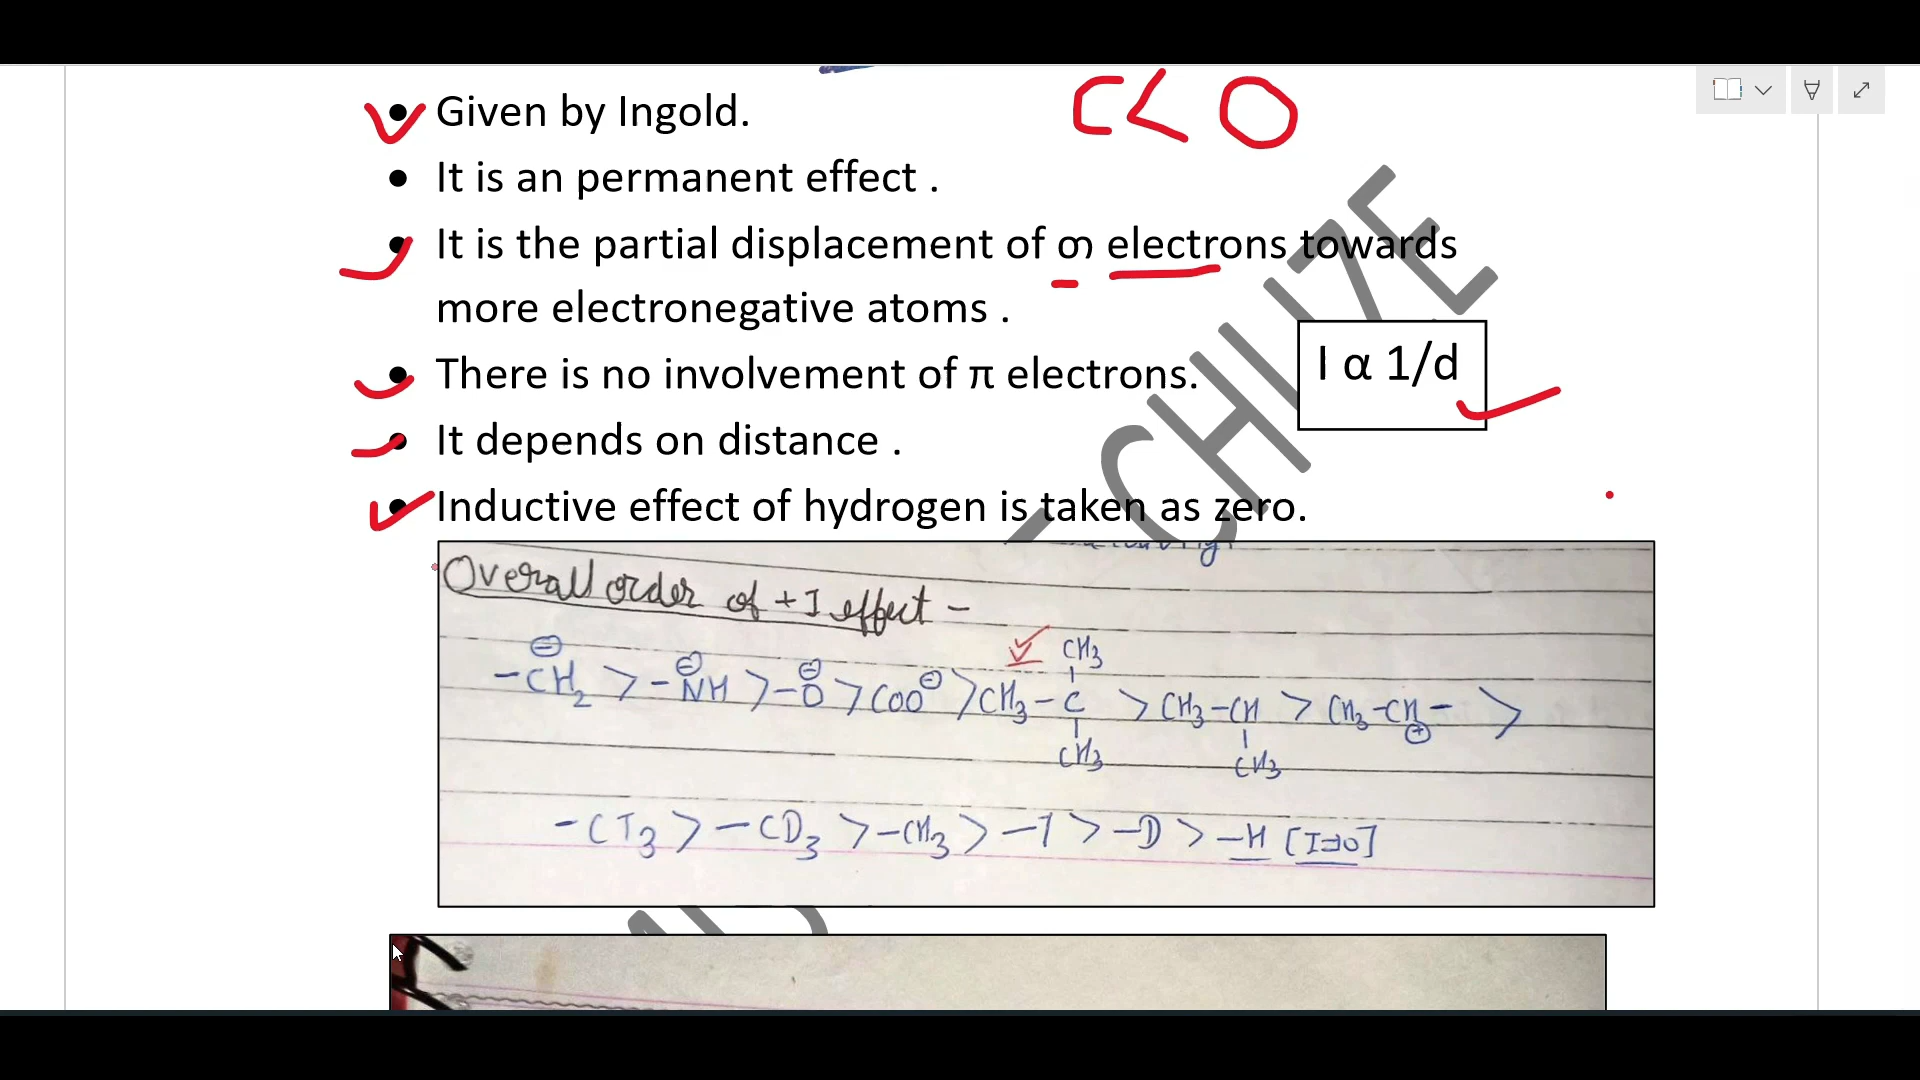 C < O
• Given by Ingold.
• It is an permanent effect .
• It is the partial displacement of σ electrons towards
more electronegative atoms .
• There is no involvement of π electrons.
I α 1/d
• It depends on distance .
• Inductive effect of hydrogen is taken as zero.
Overall order of +I effect -
CH3
-CH2⊖ > -NH⊖ > -O⊖ > COO⊖ > CH3-C > CH3-CH > CH3-CH- >
CH3 CH3
-CT3 > -CD3 > -CH3 > -T > -D > -H [I=0]
CHIZE